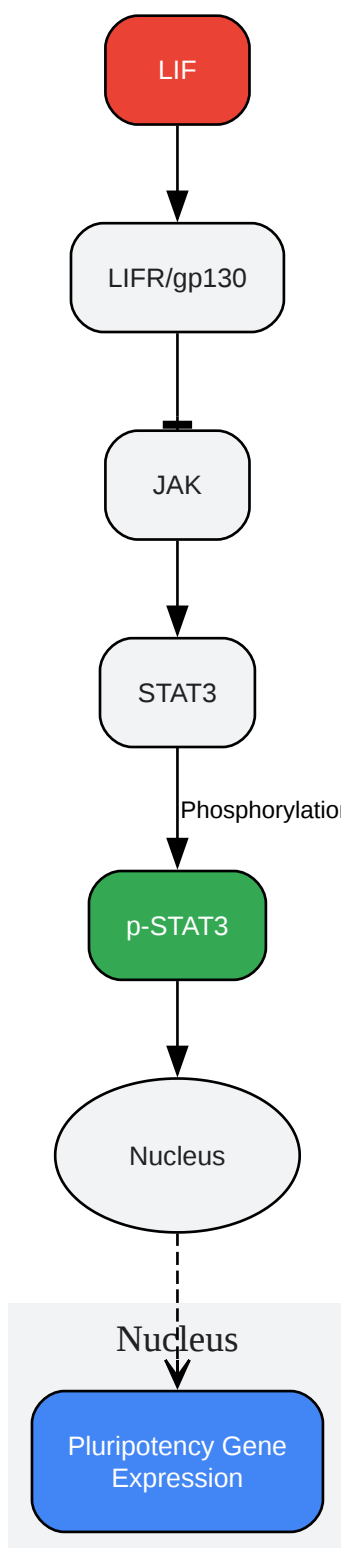 LIF
LIFR/gp130
JAK
STAT3
Phosphorylation
p-STAT3
Nucleus
Nucleus
Pluripotency Gene
Expression